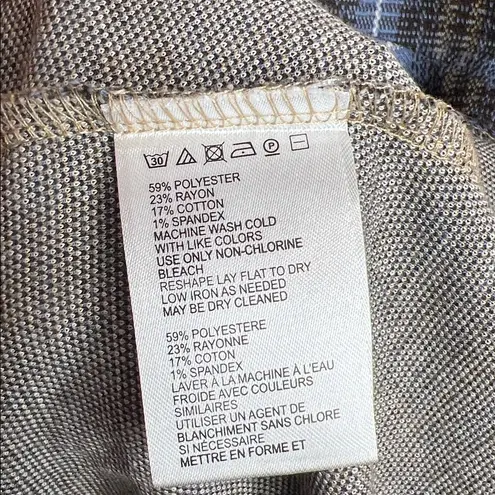 30 P
59% POLYESTER
23% RAYON
17% COTTON
1% SPANDEX
MACHINE WASH COLD
WITH LIKE COLORS
USE ONLY NON-CHLORINE
BLEACH
RESHAPE LAY FLAT TO DRY
LOW IRON AS NEEDED
MAY BE DRY CLEANED
59% POLYESTERE
23% RAYONNE
17% COTON
1% SPANDEX
LAVER À LA MACHINE À L'EAU
FROIDE AVEC COULEURS
SIMILAIRES
UTILISER UN AGENT DE
BLANCHIMENT SANS CHLORE
SI NÉCESSAIRE
METTRE EN FORME ET